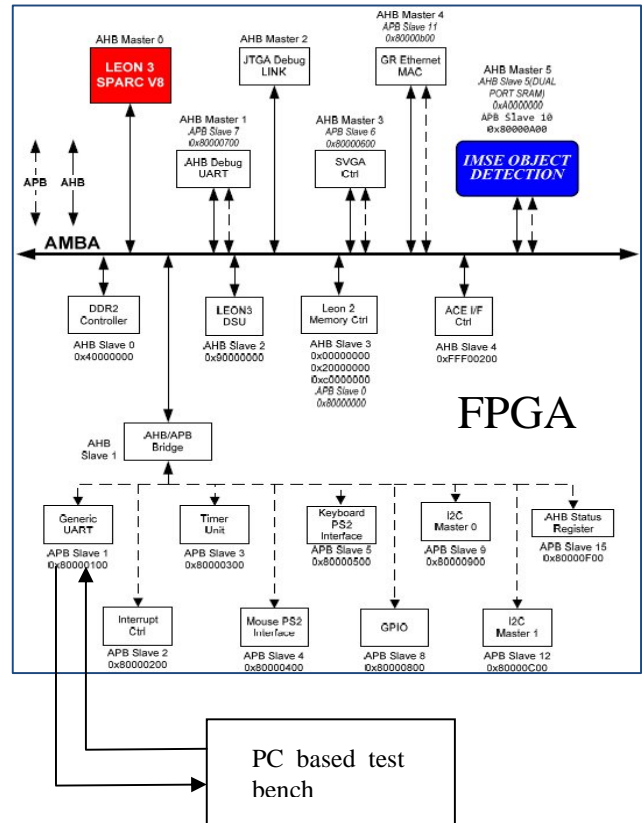 AHB Master 0
LEON 3
SPARC V8
AHB Master 2
JTGA Debug
LINK
AHB Master 4
APB Slave 11
0x80000b00
GR Ethernet
MAC
AHB Master 5
AHB Slave 5(DUAL
PORT SRAM)
0xA0000000
APB Slave 10
0x80000A00
IMSE OBJECT
DETECTION
AHB Master 1
APB Slave 7
0x80000700
AHB Debug
UART
AHB Master 3
APB Slave 6
0x80000600
SVGA
Ctrl
APB
AHB
AMBA
DDR2
Controller
AHB Slave 0
0x40000000
LEON3
DSU
AHB Slave 2
0x90000000
Leon 2
Memory Ctrl
AHB Slave 3
0x00000000
0x20000000
0xc0000000
APB Slave 0
0x80000000
ACE I/F
Ctrl
AHB Slave 4
0xFFF00200
FPGA
AHB
Slave 1
AHB/APB
Bridge
Generic
UART
APB Slave 1
0x80000100
Timer
Unit
APB Slave 3
0x80000300
Keyboard
PS2
Interface
APB Slave 5
0x80000500
I2C
Master 0
APB Slave 9
0x80000900
AHB Status
Register
APB Slave 15
0x80000F00
Interrupt
Ctrl
APB Slave 2
0x80000200
Mouse PS2
Interface
APB Slave 4
0x80000400
GPIO
APB Slave 8
0x80000800
I2C
Master 1
APB Slave 12
0x80000C00
PC based test
bench